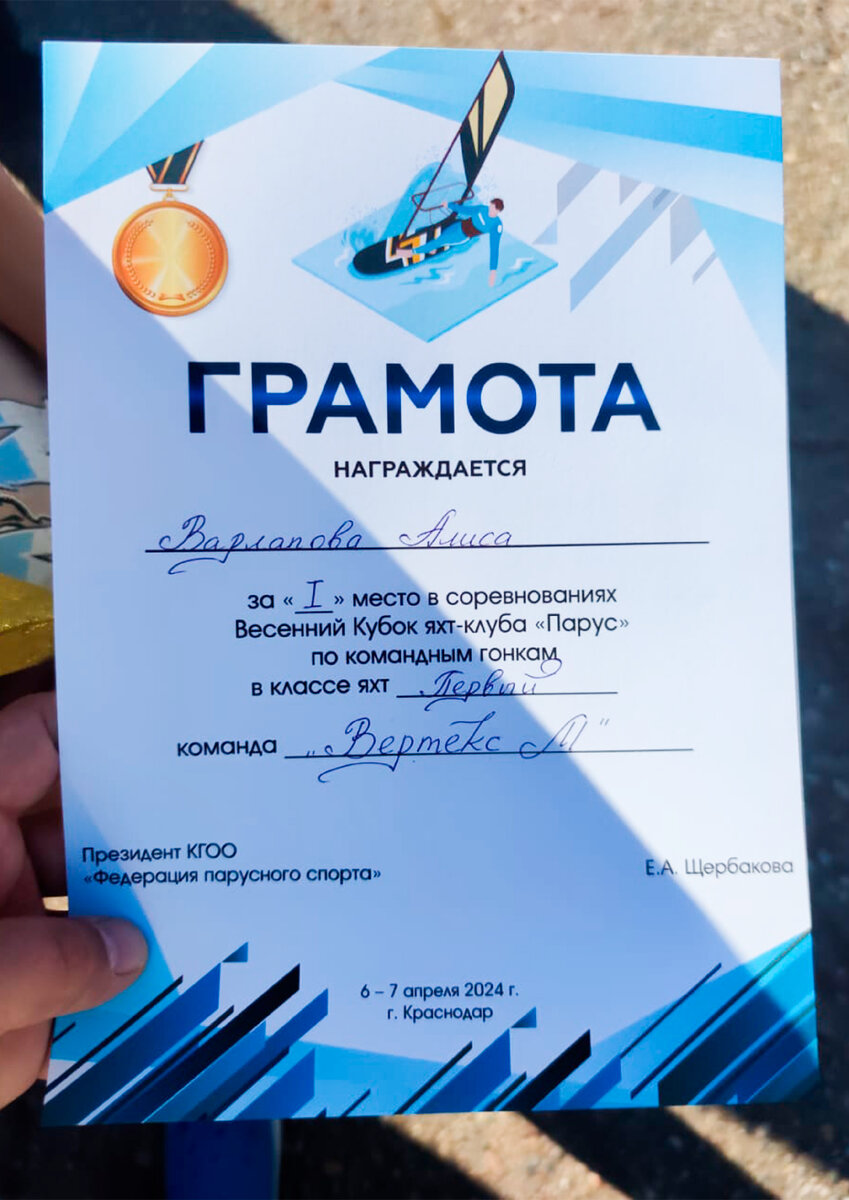 ГРАМОТА
НАГРАЖДАЕТСЯ
Варлапова Алиса
за «I» место в соревнованиях
Весенний Кубок яхт-клуба «Парус»
по командным гонкам
в классе яхт Первый
команда „Вертекс М"
Президент КГОО
«Федерация парусного спорта»
Е.А. Щербакова
6 – 7 апреля 2024 г.
г. Краснодар